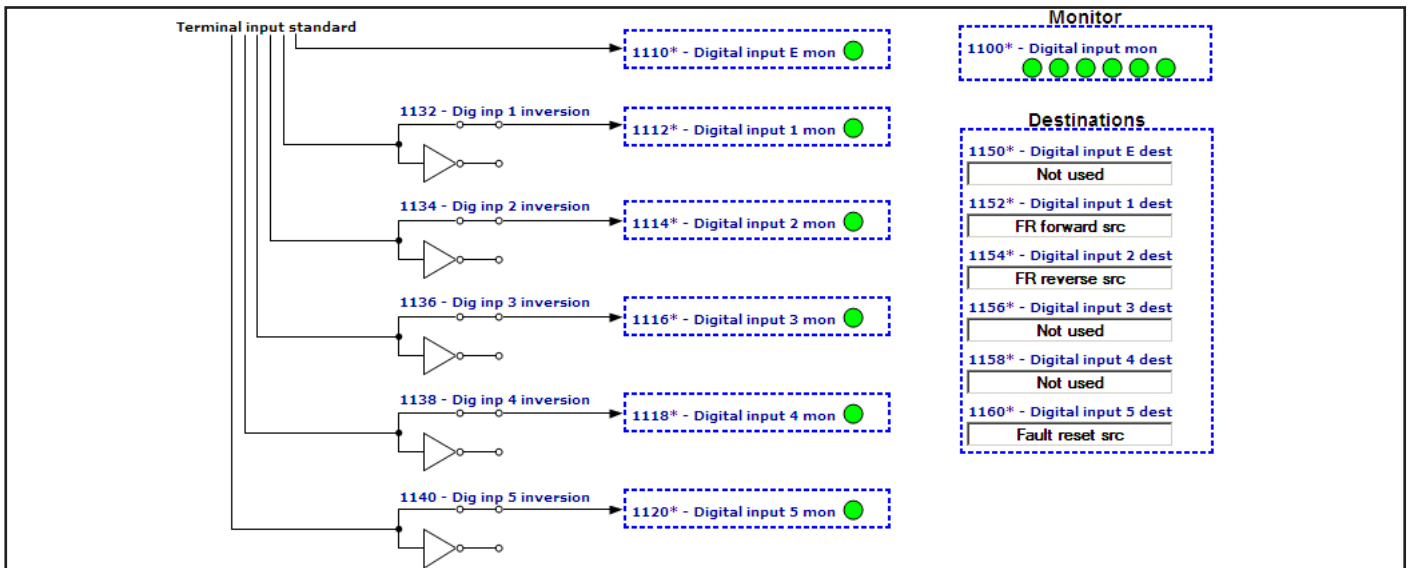 Terminal input standard
1110* - Digital input E mon
1132 - Dig inp 1 inversion
1112* - Digital input 1 mon
1134 - Dig inp 2 inversion
1114* - Digital input 2 mon
1136 - Dig inp 3 inversion
1116* - Digital input 3 mon
1138 - Dig inp 4 inversion
1118* - Digital input 4 mon
1140 - Dig inp 5 inversion
1120* - Digital input 5 mon
Monitor
1100* - Digital input mon
Destinations
1150* - Digital input E dest
Not used
1152* - Digital input 1 dest
FR forward src
1154* - Digital input 2 dest
FR reverse src
1156* - Digital input 3 dest
Not used
1158* - Digital input 4 dest
Not used
1160* - Digital input 5 dest
Fault reset src